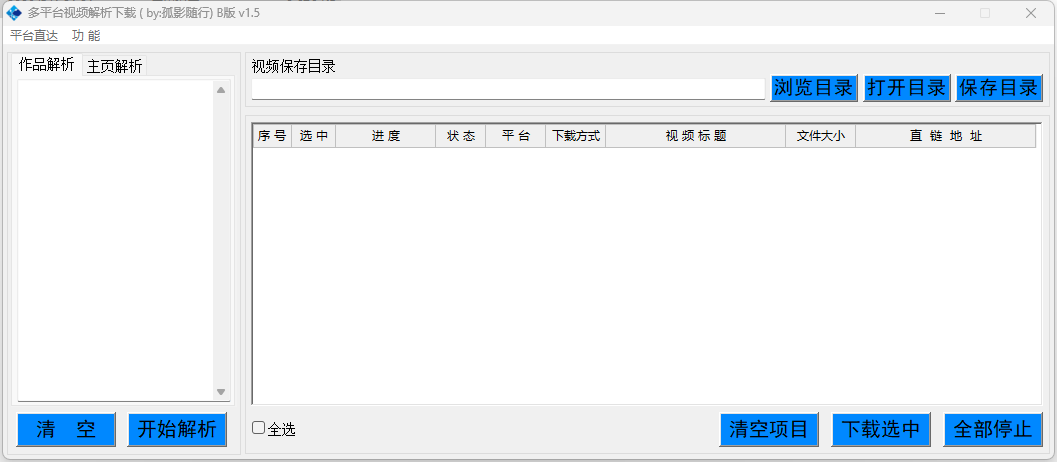 多平台视频解析下载 ( by:孤影随行) B版 v1.5
平台直达 功 能
作品解析 主页解析
视频保存目录
浏览目录 打开目录 保存目录
序 号 选 中 进 度 状 态 平 台 下载方式 视 频 标 题 文件大小 直 链 地 址
清 空 开始解析
全选
清空项目 下载选中 全部停止